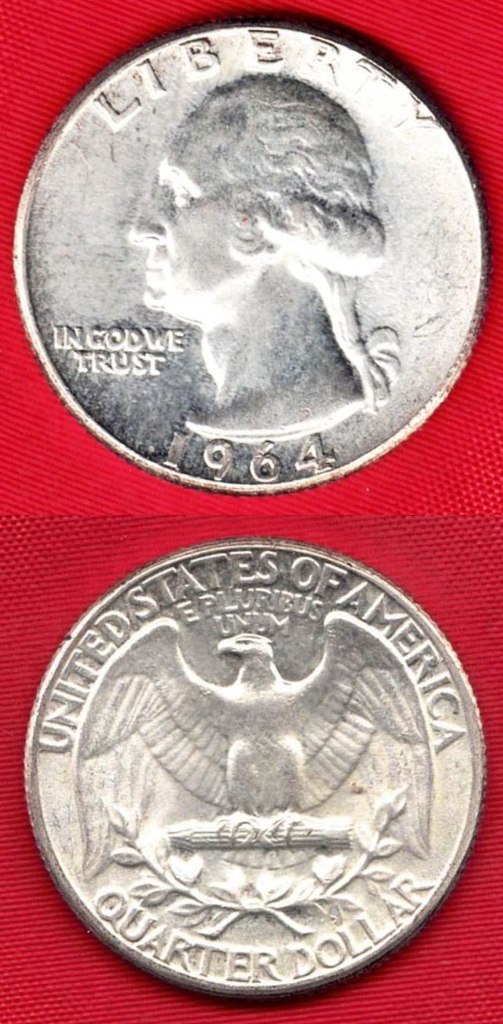 LIBERTY
IN GOD WE
TRUST
1964
UNITED STATES OF AMERICA
E PLURIBUS
UNUM
QUARTER DOLLAR